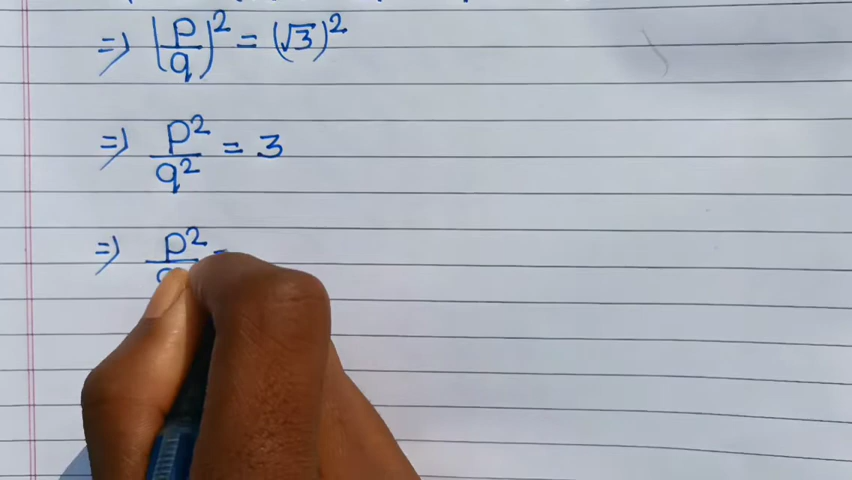 ⇒ (p/q)² = (√3)²
⇒ p²/q² = 3
⇒ p²/q =